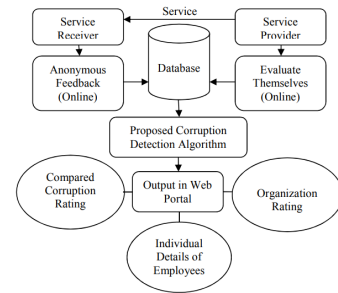 Service
Service
Receiver
Service
Provider
Anonymous
Feedback
(Online)
Database
Evaluate
Themselves
(Online)
Proposed Corruption
Detection Algorithm
Compared
Corruption
Rating
Output in Web
Portal
Organization
Rating
Individual
Details of
Employees